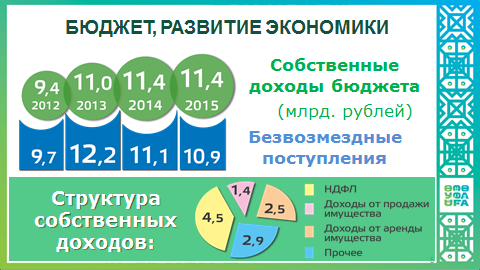 БЮДЖЕТ, РАЗВИТИЕ ЭКОНОМИКИ
9,4
2012
11,0
2013
11,4
2014
11,4
2015
Собственные
доходы бюджета
(млрд. рублей)
9,7
12,2
11,1
10,9
Безвозмездные
поступления
Структура
собственных
доходов:
1,4
4,5
2,5
2,9
НДФЛ
Доходы от продажи
имущества
Доходы от аренды
имущества
Прочее